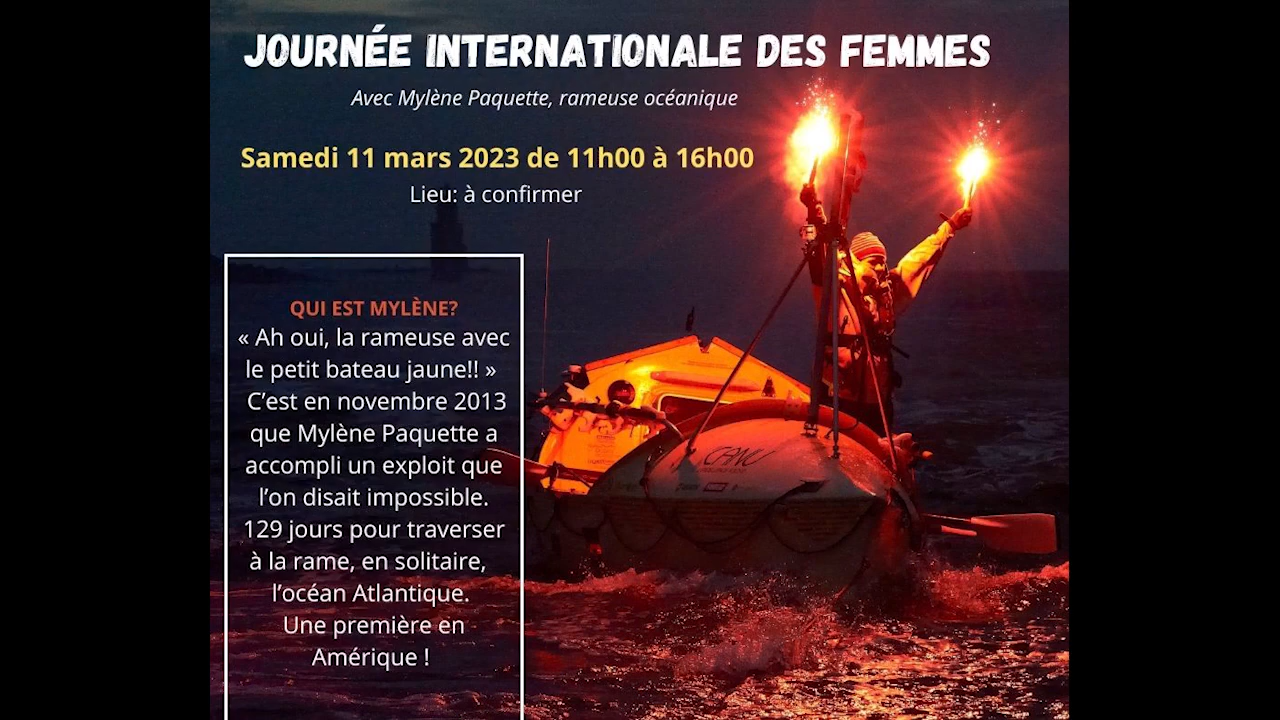 JOURNÉE INTERNATIONALE DES FEMMES
Avec Mylène Paquette, rameuse océanique
Samedi 11 mars 2023 de 11h00 à 16h00
Lieu: à confirmer
QUI EST MYLÈNE?
« Ah oui, la rameuse avec
le petit bateau jaune!! »
C’est en novembre 2013
que Mylène Paquette a
accompli un exploit que
l’on disait impossible.
129 jours pour traverser
à la rame, en solitaire,
l’océan Atlantique.
Une première en
Amérique !